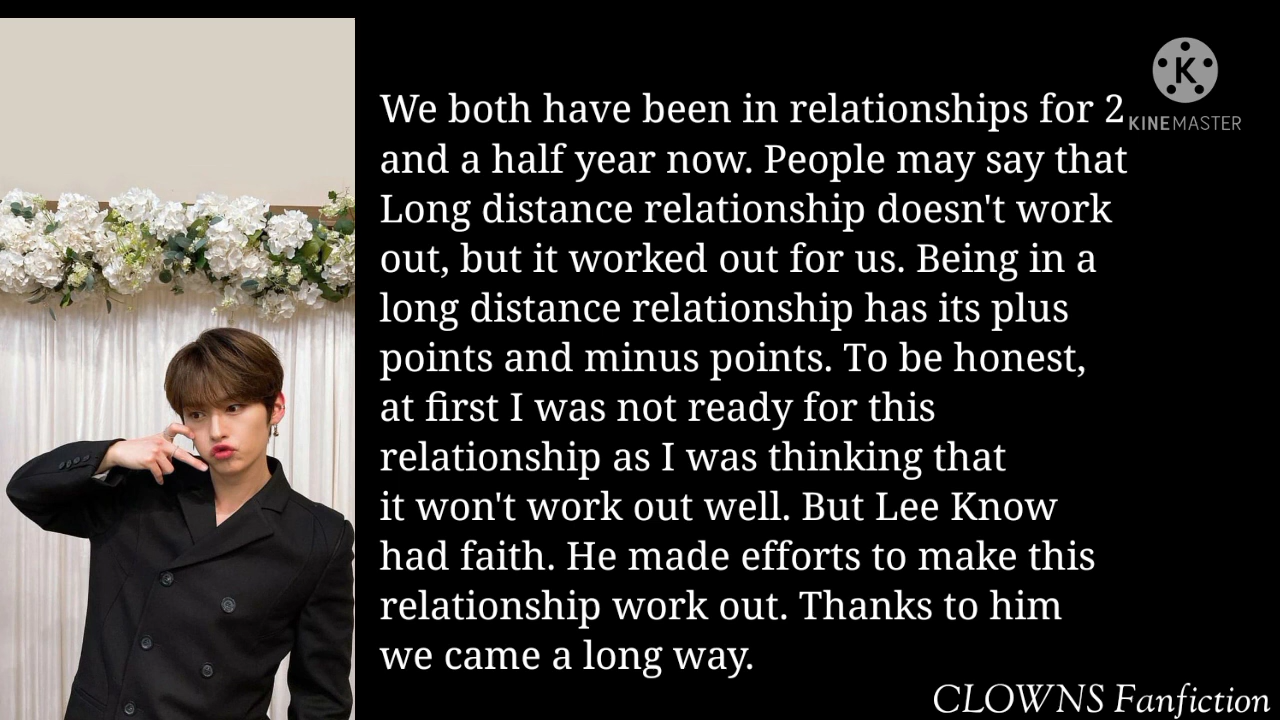 We both have been in relationships for 2
and a half year now. People may say that
Long distance relationship doesn't work
out, but it worked out for us. Being in a
long distance relationship has its plus
points and minus points. To be honest,
at first I was not ready for this
relationship as I was thinking that
it won't work out well. But Lee Know
had faith. He made efforts to make this
relationship work out. Thanks to him
we came a long way.
K
KINEMASTER
CLOWNS Fanfiction